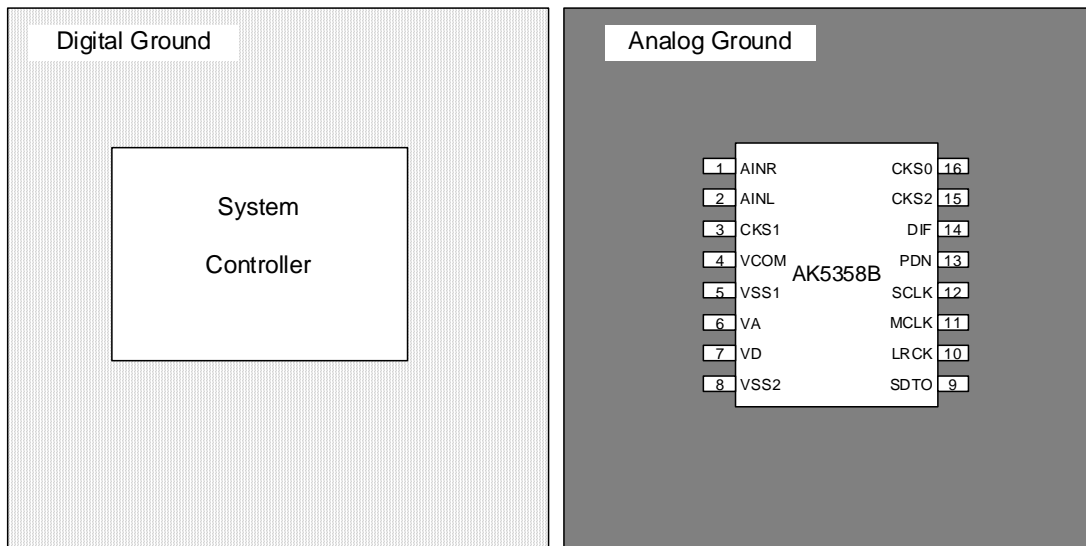 Digital Ground
System
Controller
Analog Ground
1 AINR CKS0 16
2 AINL CKS2 15
3 CKS1 DIF 14
4 VCOM PDN 13
AK5358B
5 VSS1 SCLK 12
6 VA MCLK 11
7 VD LRCK 10
8 VSS2 SDTO 9